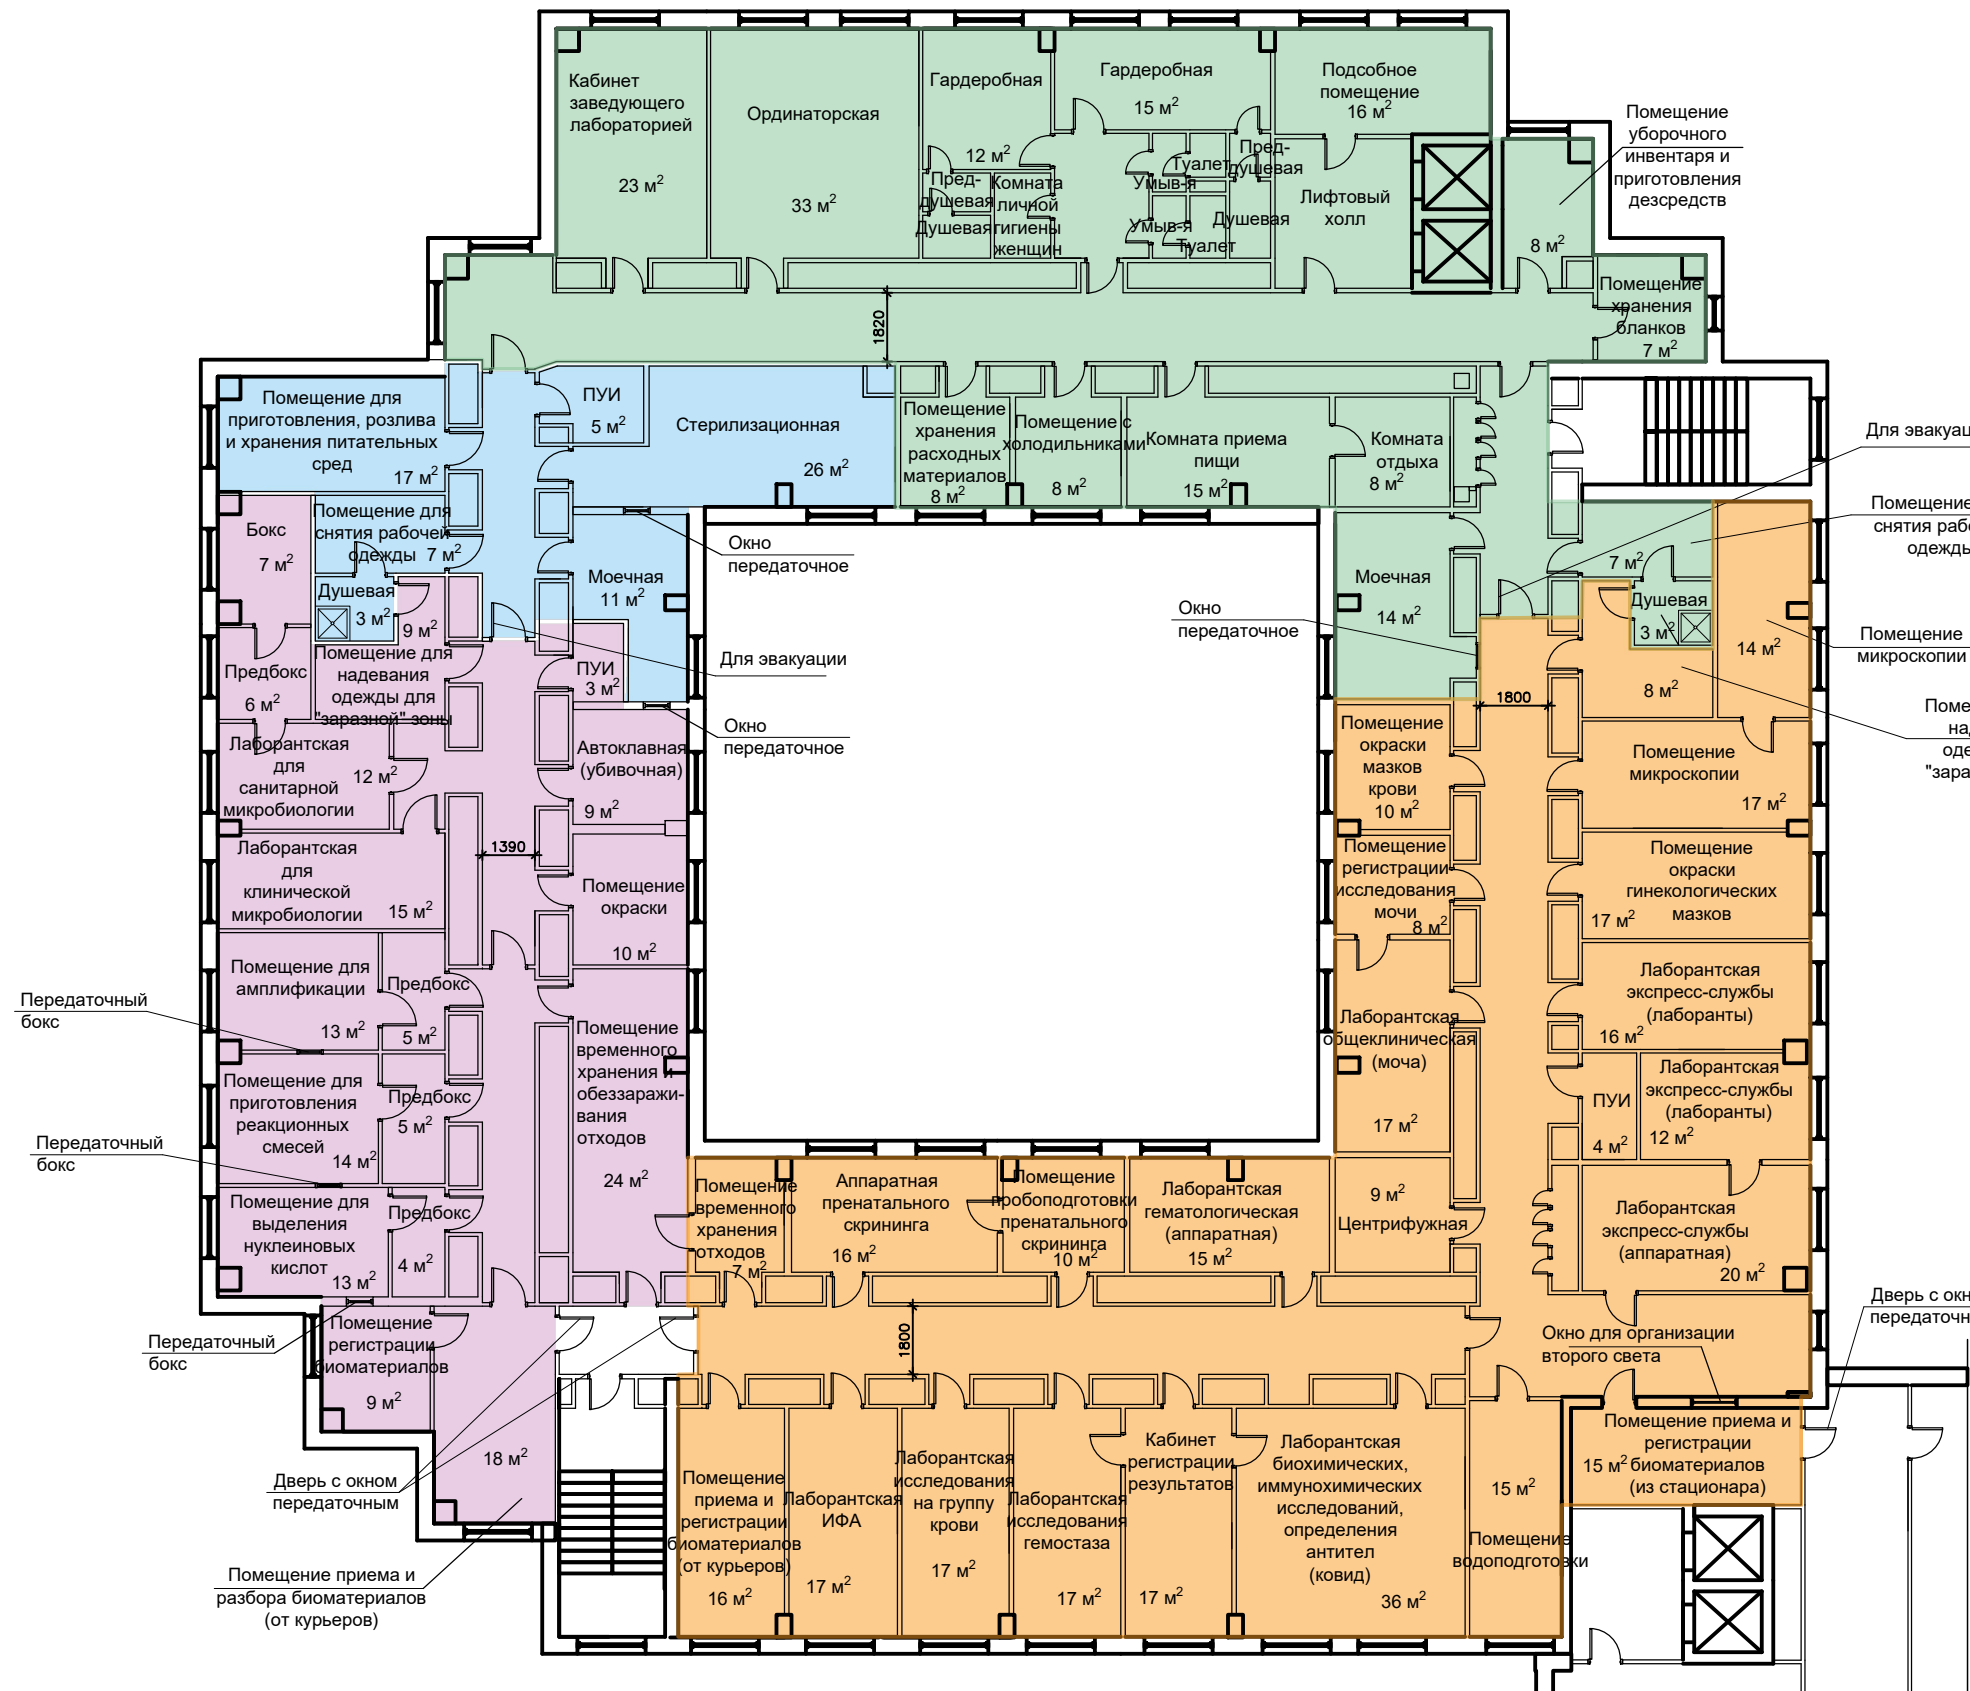 Кабинет
заведующего
лабораторией
23 м²
Ординаторская
33 м²
Гардеробная
12 м²
Пред-
душевая
Душевая
Комната
личной
гигиены
женщин
Гардеробная
15 м²
Туалет
Умыв-я
Умыв-я
Туалет
Пред-
душевая
Душевая
Подсобное
помещение
16 м²
Лифтовый
холл
Помещение
уборочного
инвентаря и
приготовления
дезсредств
8 м²
Помещение
хранения
бланков
7 м²
1820
Помещение для
приготовления, розлива
и хранения питательных
сред
17 м²
ПУИ
5 м²
Стерилизационная
26 м²
Помещение
хранения
расходных
материалов
8 м²
Помещение с
холодильниками
8 м²
Комната приема
пищи
15 м²
Комната
отдыха
8 м²
Для эвакуац
Бокс
7 м²
Помещение для
снятия рабочей
одежды 7 м²
Душевая
3 м²
9 м²
Помещение для
надевания
одежды для
"заразной" зоны
Предбокс
6 м²
Моечная
11 м²
Окно
передаточное
ПУИ
3 м²
Для эвакуации
Окно
передаточное
Моечная
14 м²
Окно
передаточное
Помещение
снятия рабо
одежды
7 м²
Душевая
3 м²
8 м²
14 м²
Помещение
микроскопии
Поме
на
оде
"зара
1800
Лаборантская
для
санитарной
микробиологии
12 м²
Автоклавная
(убивочная)
9 м²
Помещение
окраски
мазков
крови
10 м²
Помещение
микроскопии
17 м²
Лаборантская
для
клинической
микробиологии
15 м²
1390
Помещение
окраски
10 м²
Помещение
регистрации
исследования
мочи
8 м²
Помещение
окраски
гинекологических
мазков
17 м²
Передаточный
бокс
Помещение для
амплификации
13 м²
Предбокс
5 м²
Помещение
временного
хранения и
обеззаражи-
вания
отходов
24 м²
Лаборантская
общеклиническая
(моча)
17 м²
Лаборантская
экспресс-службы
(лаборанты)
16 м²
Передаточный
бокс
Помещение для
приготовления
реакционных
смесей
14 м²
Предбокс
5 м²
ПУИ
4 м²
Лаборантская
экспресс-службы
(лаборанты)
12 м²
Помещение для
выделения
нуклеиновых
кислот
13 м²
Предбокс
4 м²
Помещение
временного
хранения
отходов
7 м²
Аппаратная
пренатального
скрининга
16 м²
Помещение
пробоподготовки
пренатального
скрининга
10 м²
Лаборантская
гематологическая
(аппаратная)
15 м²
9 м²
Центрифужная
Лаборантская
экспресс-службы
(аппаратная)
20 м²
Дверь с окн
передаточн
Передаточный
бокс
Помещение
регистрации
биоматериалов
9 м²
1800
Окно для организации
второго света
18 м²
Дверь с окном
передаточным
Помещение приема и
разбора биоматериалов
(от курьеров)
Помещение
приема и
регистрации
биоматериалов
(от курьеров)
16 м²
Лаборантская
ИФА
17 м²
Лаборантская
исследования
на группу
крови
17 м²
Лаборантская
исследования
гемостаза
17 м²
Кабинет
регистрации
результатов
17 м²
Лаборантская
биохимических,
иммунохимических
исследований,
определения
антител
(ковид)
36 м²
15 м²
Помещение
водоподготовки
Помещение приема и
регистрации
15 м² биоматериалов
(из стационара)